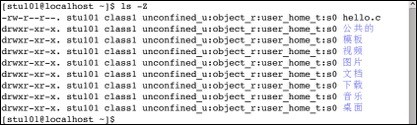 [stu101@localhost ~]$ ls -Z
-rw-r--r--. stu101 class1 unconfined_u:object_r:user_home_t:s0 hello.c
drwxr-xr-x. stu101 class1 unconfined_u:object_r:user_home_t:s0 公共的
drwxr-xr-x. stu101 class1 unconfined_u:object_r:user_home_t:s0 模板
drwxr-xr-x. stu101 class1 unconfined_u:object_r:user_home_t:s0 视频
drwxr-xr-x. stu101 class1 unconfined_u:object_r:user_home_t:s0 图片
drwxr-xr-x. stu101 class1 unconfined_u:object_r:user_home_t:s0 文档
drwxr-xr-x. stu101 class1 unconfined_u:object_r:user_home_t:s0 下载
drwxr-xr-x. stu101 class1 unconfined_u:object_r:user_home_t:s0 音乐
drwxr-xr-x. stu101 class1 unconfined_u:object_r:user_home_t:s0 桌面
[stu101@localhost ~]$